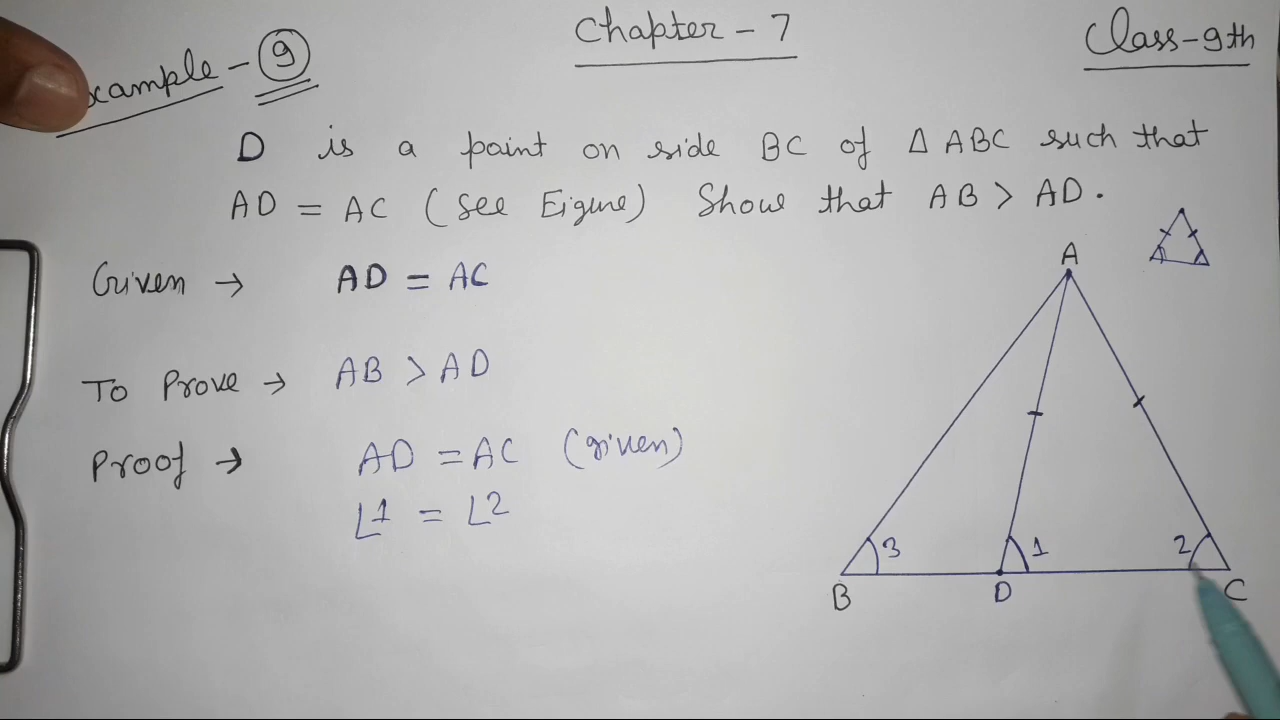 Chapter - 7
Class-9th
xample - 9
D is a point on side BC of Δ ABC such that
AD = AC (See Figure) Show that AB > AD.
Given → AD = AC
To Prove → AB > AD
Proof → AD = AC (given)
∠1 = ∠2
A
3
1
2
B
D
C